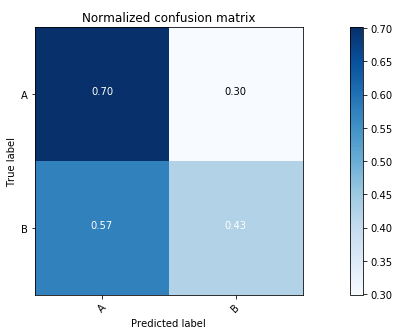 Normalized confusion matrix
True label
A
0.70
0.30
B
0.57
0.43
A
B
Predicted label
0.70
0.65
0.60
0.55
0.50
0.45
0.40
0.35
0.30